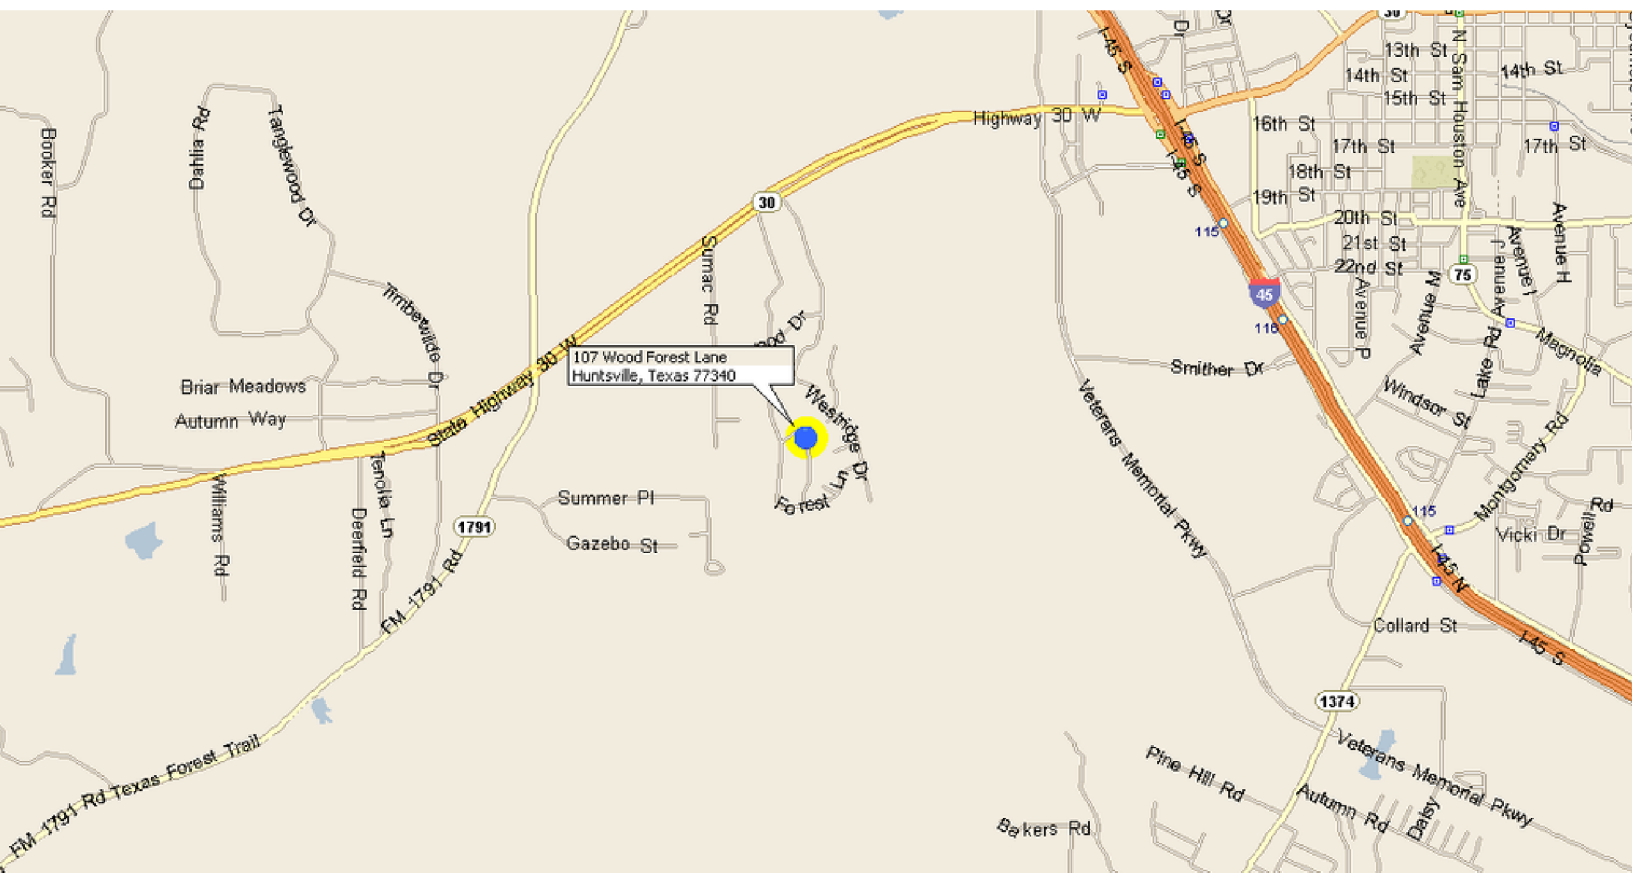 30
Dr
Dr
I-45 S
N San Houston Ave
13th St
14th St
14th St
15th St
Highway 30 W
16th St
I-45 S
I-45 S
17th St
17th St
18th St
19th St
Booker Rd
Dahlia Rd
Tanglewood Dr
30
20th St
115
21st St
22nd St
Avenue H
Avenue I
Avenue J
75
Sumac Rd
Timbewilde Dr
45
116
Avenue P
Avenue M
Lake Rd
Magnolia
State Highway 30 W
107 Wood Forest Lane
Huntsville, Texas 77340
Smither Dr
Briar Meadows
Autumn Way
Westridge Dr
Windsor St
Veterans Memorial Pkwy
Montgomery Rd
Williams Rd
Tenolia Ln
Deerfield Rd
Summer Pl
Forest Ln
Gazebo St
1791
115
Vicki Dr
Powell Rd
FM 1791 Rd
I-45 N
Collard St
I-45 S
1374
FM 1791 Rd Texas Forest Trail
Pine Hill Rd
Veterans Memorial Pkwy
Autumn Rd
Daisy
Bakers Rd